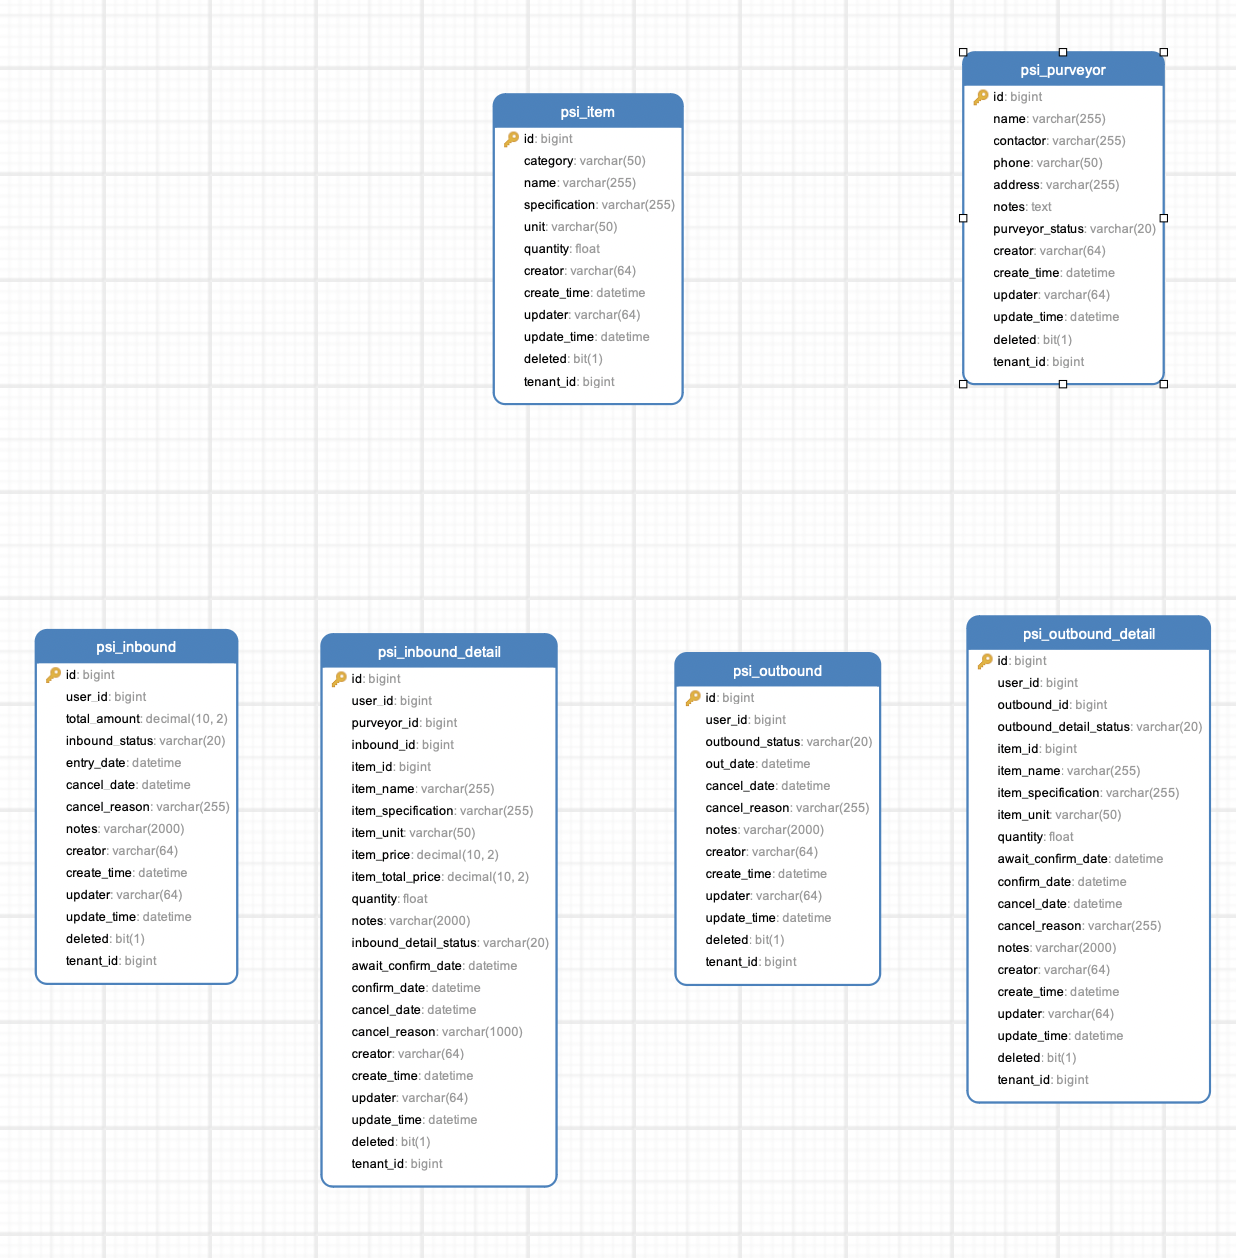 psi_item
id: bigint
category: varchar(50)
name: varchar(255)
specification: varchar(255)
unit: varchar(50)
quantity: float
creator: varchar(64)
create_time: datetime
updater: varchar(64)
update_time: datetime
deleted: bit(1)
tenant_id: bigint
psi_purveyor
id: bigint
name: varchar(255)
contactor: varchar(255)
phone: varchar(50)
address: varchar(255)
notes: text
purveyor_status: varchar(20)
creator: varchar(64)
create_time: datetime
updater: varchar(64)
update_time: datetime
deleted: bit(1)
tenant_id: bigint
psi_inbound
id: bigint
user_id: bigint
total_amount: decimal(10, 2)
inbound_status: varchar(20)
entry_date: datetime
cancel_date: datetime
cancel_reason: varchar(255)
notes: varchar(2000)
creator: varchar(64)
create_time: datetime
updater: varchar(64)
update_time: datetime
deleted: bit(1)
tenant_id: bigint
psi_inbound_detail
id: bigint
user_id: bigint
purveyor_id: bigint
inbound_id: bigint
item_id: bigint
item_name: varchar(255)
item_specification: varchar(255)
item_unit: varchar(50)
item_price: decimal(10, 2)
item_total_price: decimal(10, 2)
quantity: float
notes: varchar(2000)
inbound_detail_status: varchar(20)
await_confirm_date: datetime
confirm_date: datetime
cancel_date: datetime
cancel_reason: varchar(1000)
creator: varchar(64)
create_time: datetime
updater: varchar(64)
update_time: datetime
deleted: bit(1)
tenant_id: bigint
psi_outbound
id: bigint
user_id: bigint
outbound_status: varchar(20)
out_date: datetime
cancel_date: datetime
cancel_reason: varchar(255)
notes: varchar(2000)
creator: varchar(64)
create_time: datetime
updater: varchar(64)
update_time: datetime
deleted: bit(1)
tenant_id: bigint
psi_outbound_detail
id: bigint
user_id: bigint
outbound_id: bigint
outbound_detail_status: varchar(20)
item_id: bigint
item_name: varchar(255)
item_specification: varchar(255)
item_unit: varchar(50)
quantity: float
await_confirm_date: datetime
confirm_date: datetime
cancel_date: datetime
cancel_reason: varchar(255)
notes: varchar(2000)
creator: varchar(64)
create_time: datetime
updater: varchar(64)
update_time: datetime
deleted: bit(1)
tenant_id: bigint